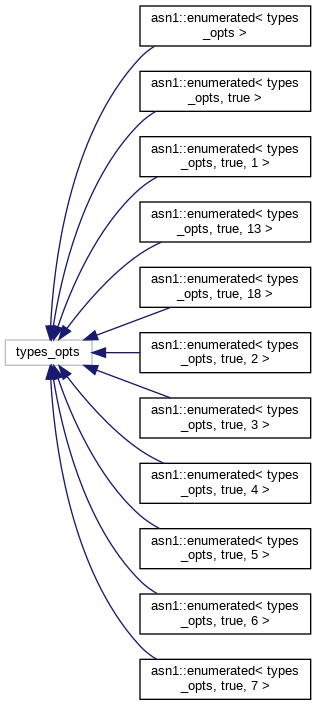 asn1::enumerated< types
_opts >
asn1::enumerated< types
_opts, true >
asn1::enumerated< types
_opts, true, 1 >
asn1::enumerated< types
_opts, true, 13 >
asn1::enumerated< types
_opts, true, 18 >
types_opts
asn1::enumerated< types
_opts, true, 2 >
asn1::enumerated< types
_opts, true, 3 >
asn1::enumerated< types
_opts, true, 4 >
asn1::enumerated< types
_opts, true, 5 >
asn1::enumerated< types
_opts, true, 6 >
asn1::enumerated< types
_opts, true, 7 >